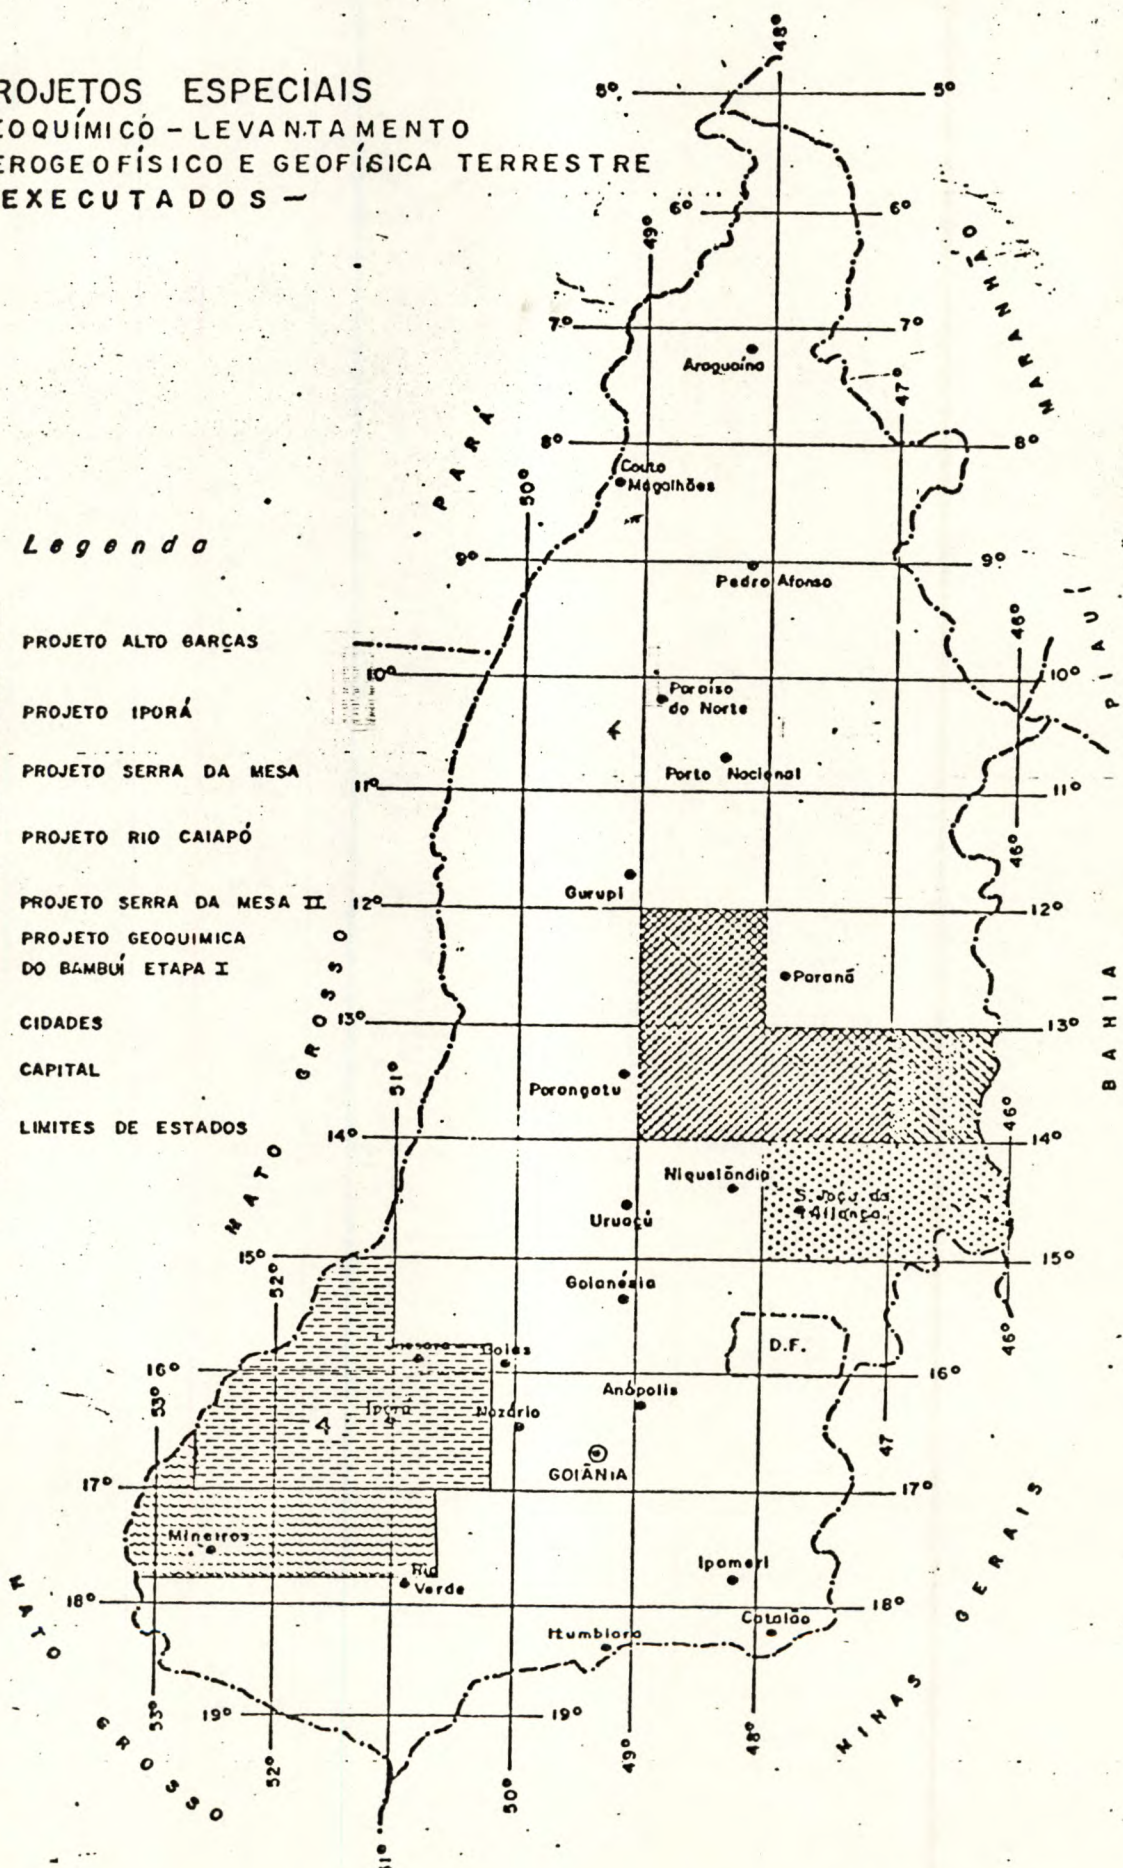 ROJETOS ESPECIAIS
EOQUÍMICO – LEVANTAMENTO
EROGEOFÍSICO E GEOFÍSICA TERRESTRE
EXECUTADOS –
48°
5°
5°
6°
6°
49°
MARANHÃO
7°
7°
Araguaína
47°
PARÁ
8°
8°
Couto
Magalhães
50°
Legenda
9°
9°
Pedro Afonso
PIAUÍ
46°
PROJETO ALTO GARÇAS
10°
10°
Paraíso
do Norte
PROJETO IPORÁ
PROJETO SERRA DA MESA
Porto Nacional
11°
11°
PROJETO RIO CAIAPÓ
46°
Gurupi
PROJETO SERRA DA MESA II
12°
12°
PROJETO GEOQUIMICA
DO BAMBUÍ ETAPA I
Paranã
BAHIA
CIDADES
13°
13°
MATO GROSSO
CAPITAL
51°
Porangatu
46°
LIMITES DE ESTADOS
14°
14°
Niquelândia
S. João da
Aliança
Uruaçú
15°
15°
52°
Goianésia
46°
D.F.
Goias
16°
16°
53°
Anápolis
4
Iporá
Nazário
47
GOIÂNIA
17°
17°
Mineiros
Ipameri
Rio
Verde
MINAS GERAIS
18°
18°
Catalão
Itumbiara
MATO GROSSO
53°
19°
19°
52°
50°
49°
48°
51°